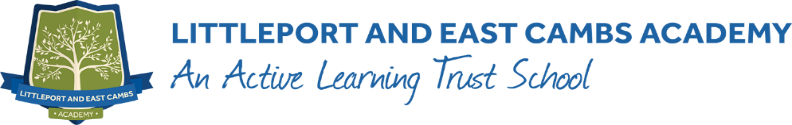 LITTLEPORT AND EAST CAMBS ACADEMY
An Active Learning Trust School
LITTLEPORT AND EAST CAMBS
• ACADEMY •